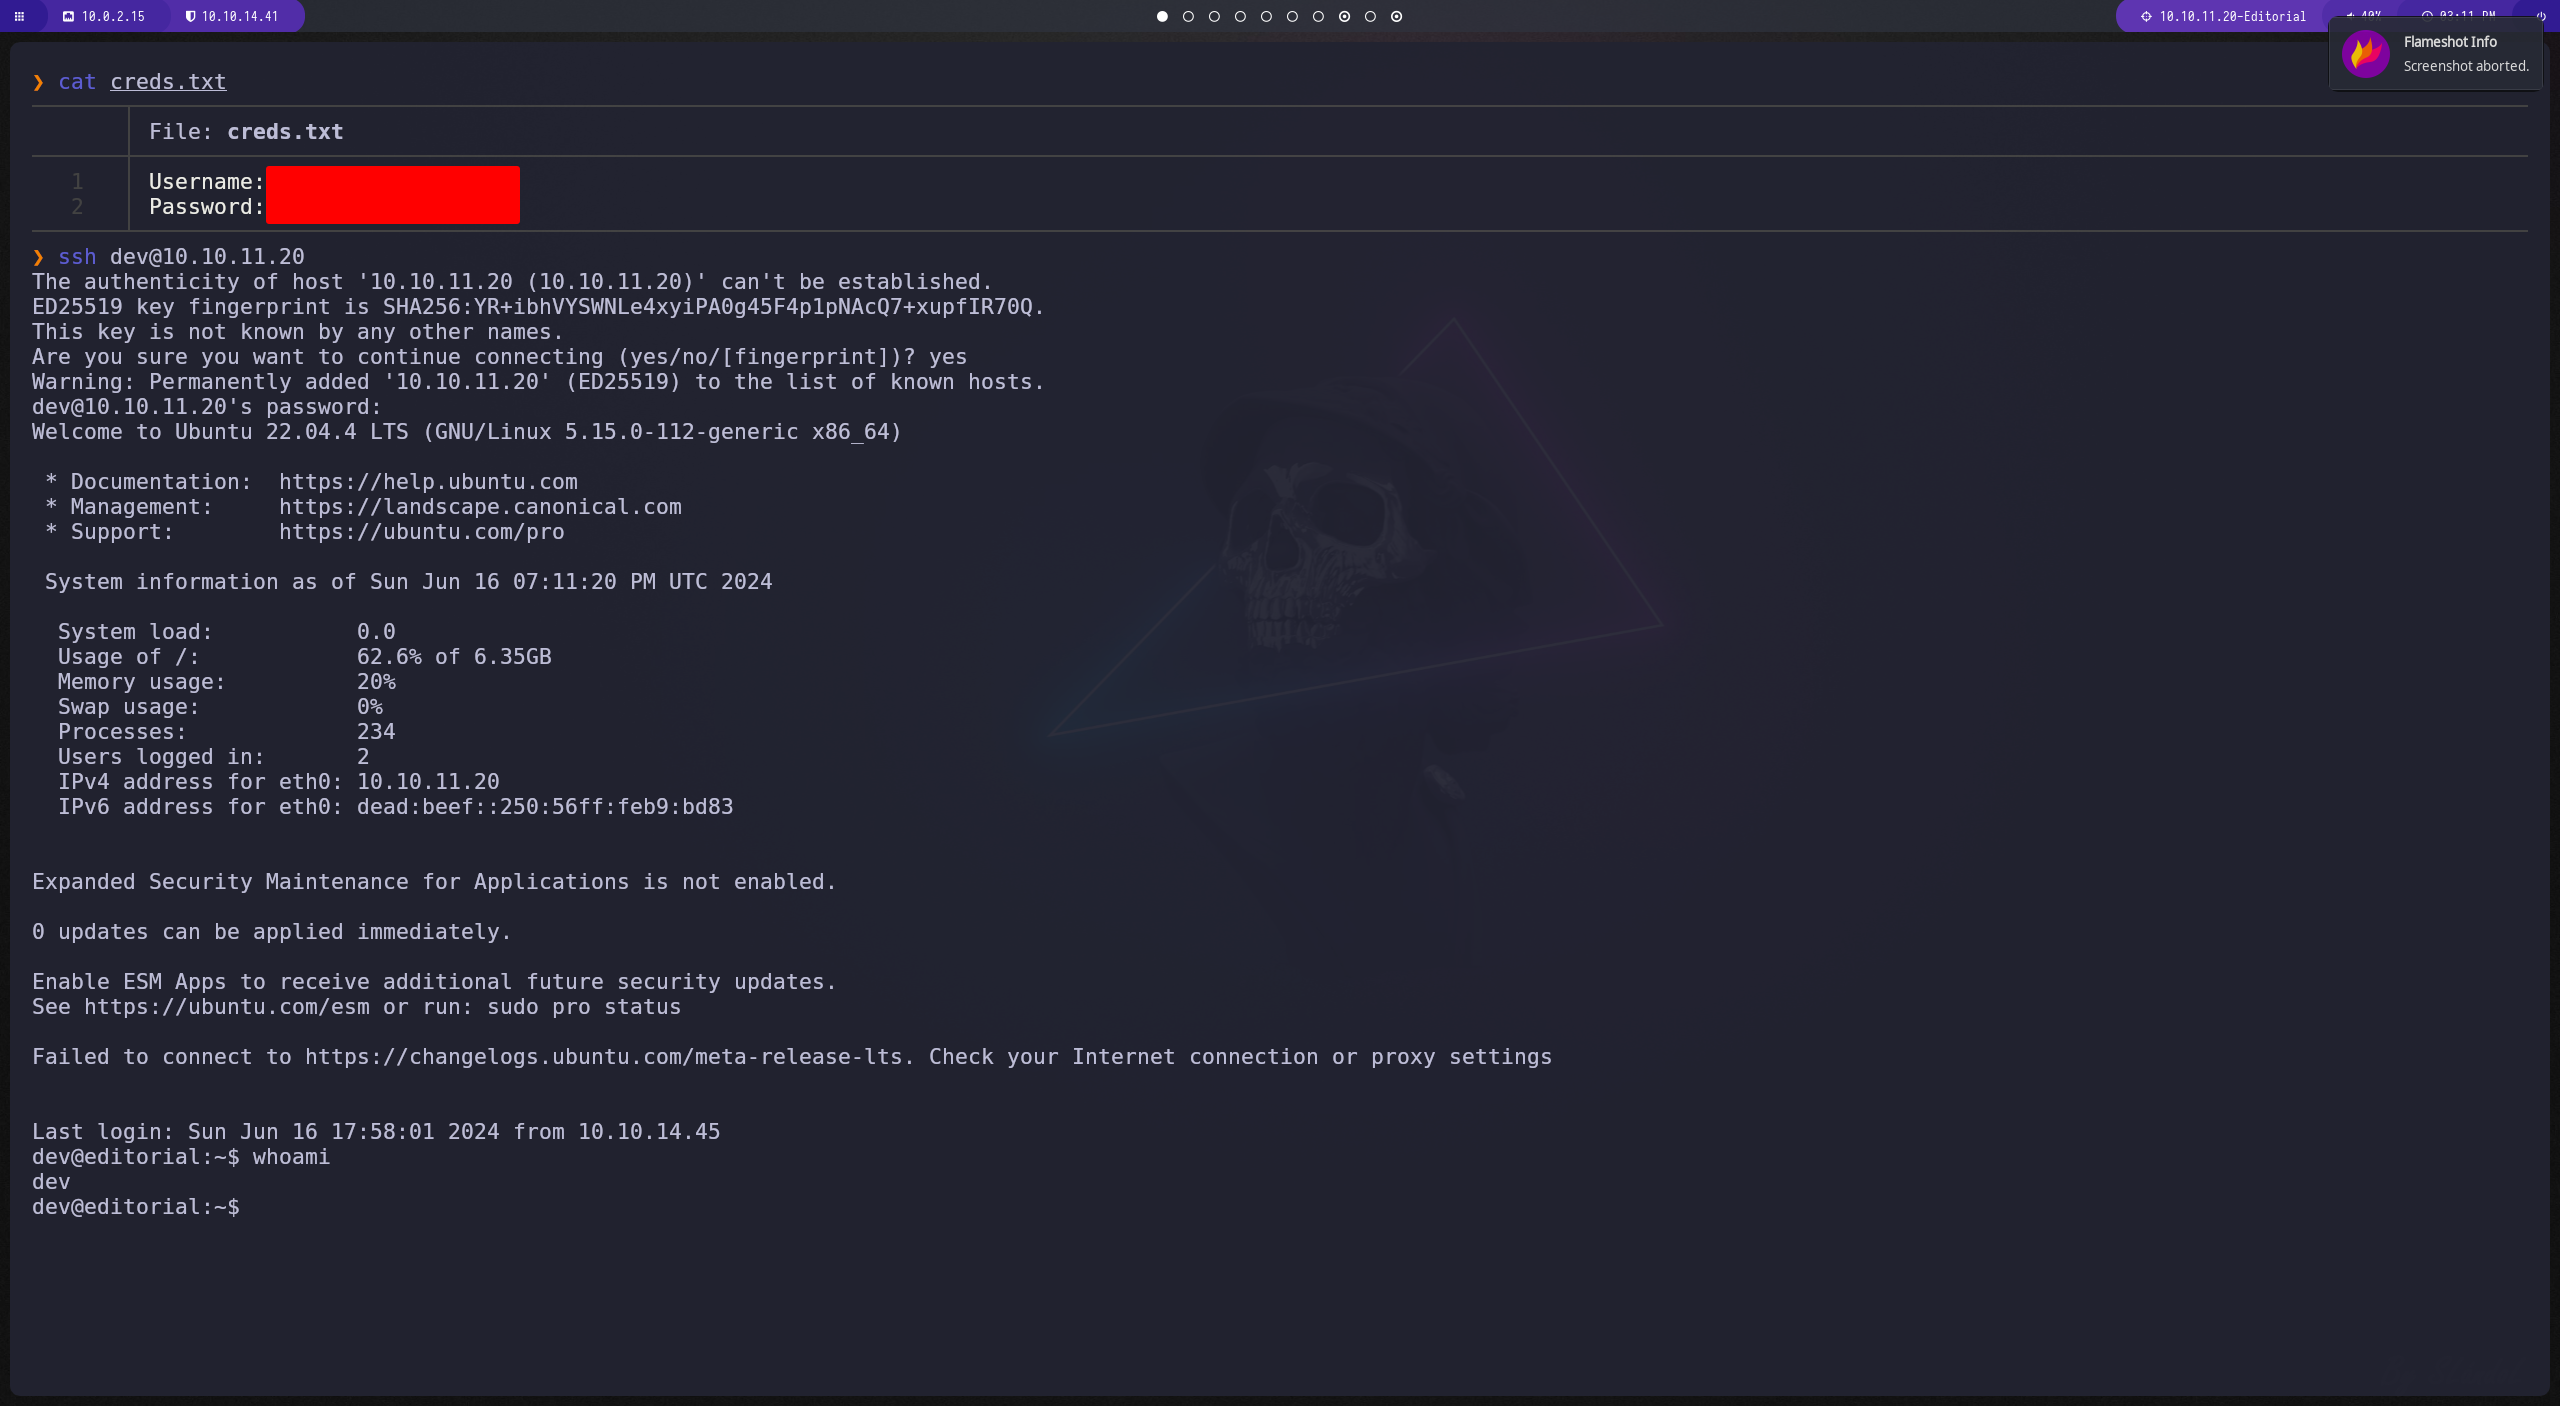 10.0.2.15 10.10.14.41 10.10.11.20-Editorial 40% 03:11 PM
Flameshot Info
Screenshot aborted.
❯ cat creds.txt
File: creds.txt
1 Username:
2 Password:
❯ ssh dev@10.10.11.20
The authenticity of host '10.10.11.20 (10.10.11.20)' can't be established.
ED25519 key fingerprint is SHA256:YR+ibhVYSWNLe4xyiPA0g45F4p1pNAcQ7+xupfIR70Q.
This key is not known by any other names.
Are you sure you want to continue connecting (yes/no/[fingerprint])? yes
Warning: Permanently added '10.10.11.20' (ED25519) to the list of known hosts.
dev@10.10.11.20's password:
Welcome to Ubuntu 22.04.4 LTS (GNU/Linux 5.15.0-112-generic x86_64)
* Documentation:  https://help.ubuntu.com
* Management:     https://landscape.canonical.com
* Support:        https://ubuntu.com/pro
System information as of Sun Jun 16 07:11:20 PM UTC 2024
System load:           0.0
Usage of /:            62.6% of 6.35GB
Memory usage:          20%
Swap usage:            0%
Processes:             234
Users logged in:       2
IPv4 address for eth0: 10.10.11.20
IPv6 address for eth0: dead:beef::250:56ff:feb9:bd83
Expanded Security Maintenance for Applications is not enabled.
0 updates can be applied immediately.
Enable ESM Apps to receive additional future security updates.
See https://ubuntu.com/esm or run: sudo pro status
Failed to connect to https://changelogs.ubuntu.com/meta-release-lts. Check your Internet connection or proxy settings
Last login: Sun Jun 16 17:58:01 2024 from 10.10.14.45
dev@editorial:~$ whoami
dev
dev@editorial:~$